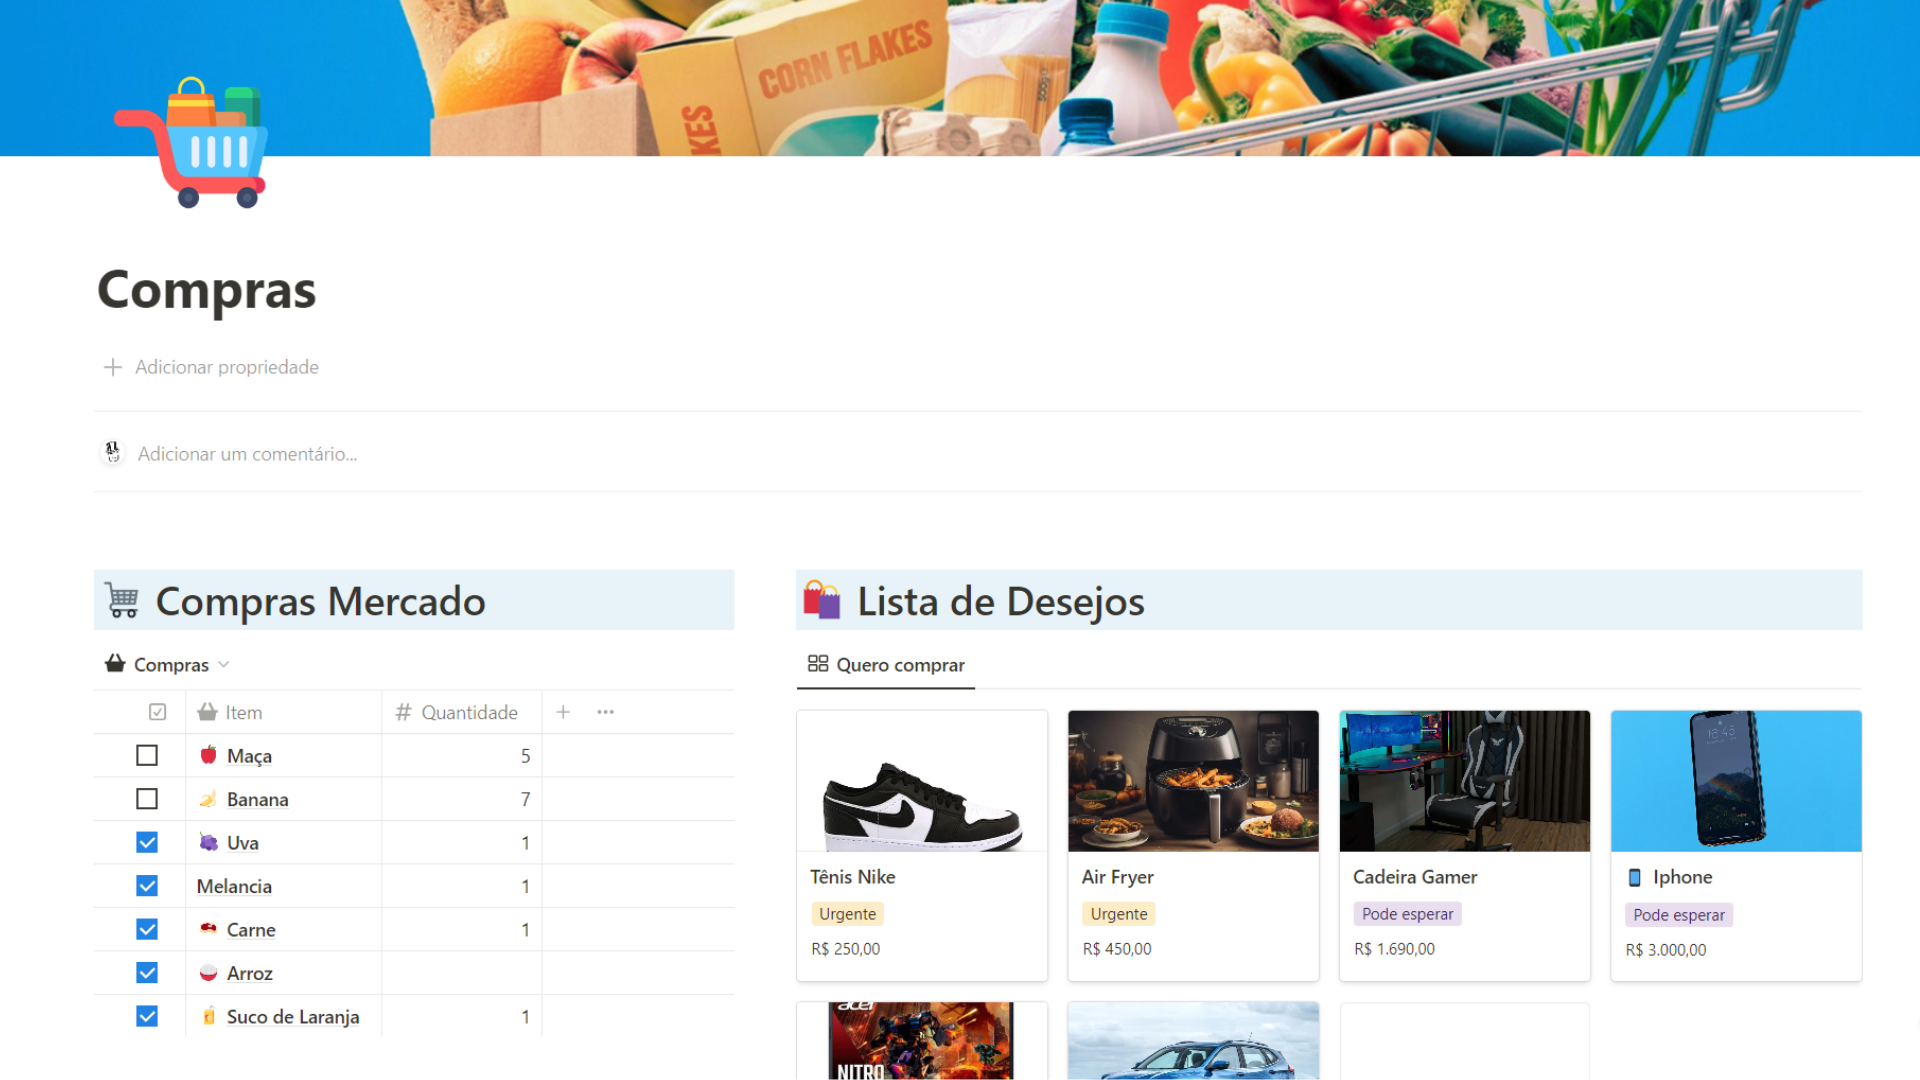 CORN FLAKES
KES
Compras
Adicionar propriedade
Adicionar um comentário...
Compras Mercado
Compras
Item
Quantidade
Maça
5
Banana
7
Uva
1
Melancia
1
Carne
1
Arroz
Suco de Laranja
1
Lista de Desejos
Quero comprar
16:45
Tênis Nike
Urgente
R$ 250,00
Air Fryer
Urgente
R$ 450,00
Cadeira Gamer
Pode esperar
R$ 1.690,00
Iphone
Pode esperar
R$ 3.000,00
acer
NITRO